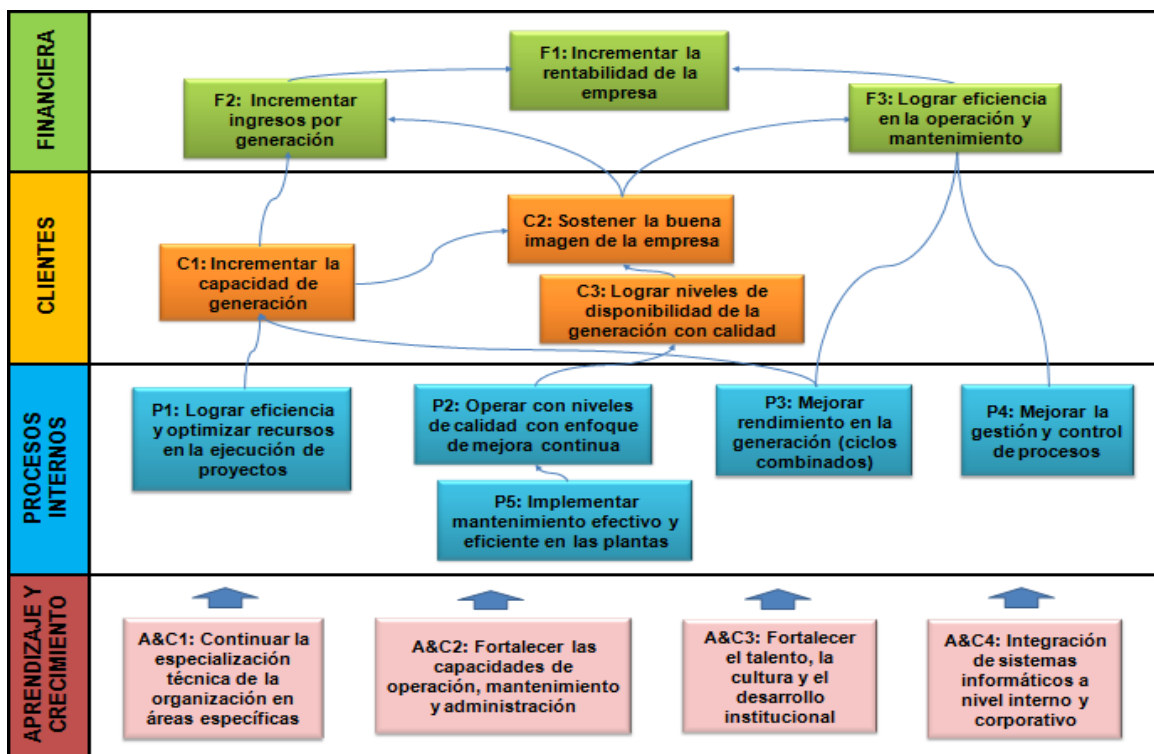 FINANCIERA
F1: Incrementar la
rentabilidad de la
empresa
F2: Incrementar
ingresos por
generación
F3: Lograr eficiencia
en la operación y
mantenimiento
CLIENTES
C2: Sostener la buena
imagen de la empresa
C1: Incrementar la
capacidad de
generación
C3: Lograr niveles de
disponibilidad de la
generación con calidad
PROCESOS
INTERNOS
P1: Lograr eficiencia
y optimizar recursos
en la ejecución de
proyectos
P2: Operar con niveles
de calidad con enfoque
de mejora continua
P3: Mejorar
rendimiento en la
generación (ciclos
combinados)
P4: Mejorar la
gestión y control
de procesos
P5: Implementar
mantenimiento efectivo y
eficiente en las plantas
APRENDIZAJE Y
CRECIMIENTO
A&C1: Continuar la
especialización
técnica de la
organización en
áreas específicas
A&C2: Fortalecer las
capacidades de
operación, mantenimiento
y administración
A&C3: Fortalecer
el talento, la
cultura y el
desarrollo
institucional
A&C4: Integración
de sistemas
informáticos a
nivel interno y
corporativo